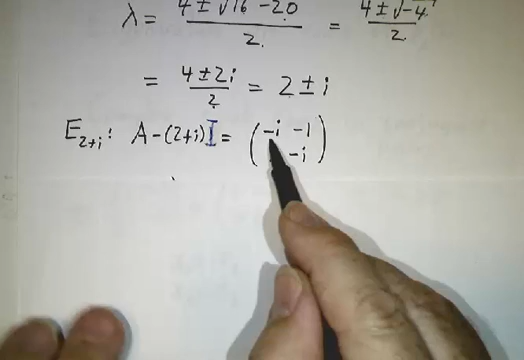 λ = (4 ± √16 - 20)/2 = (4 ± √-4)/2
= (4 ± 2i)/2 = 2 ± i
E₂₊ᵢ: A - (2+i)I = (-i -1
-i)